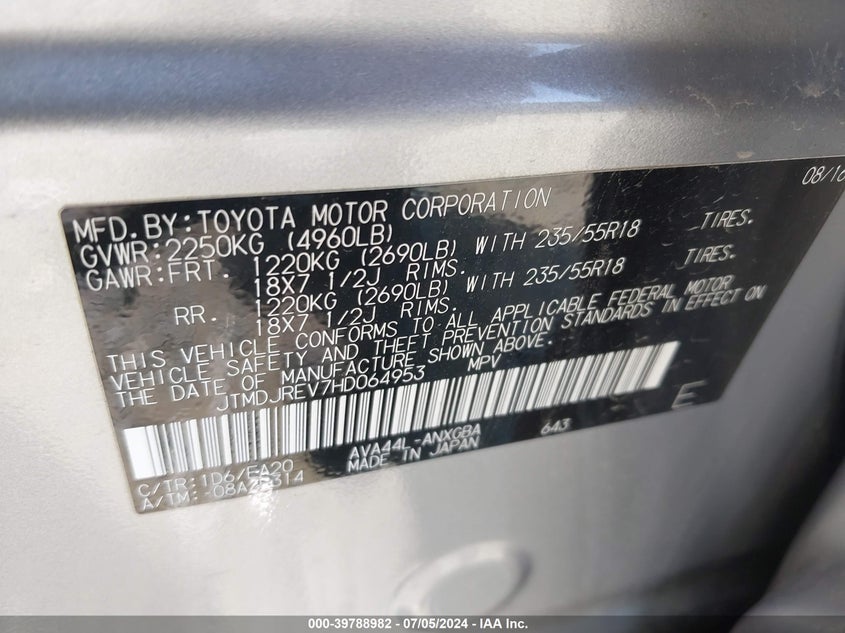 08/16
MFD.BY:TOYOTA MOTOR CORPORATION
GVWR:2250KG (4960LB)
GAWR:FRT. 1220KG (2690LB) WITH 235/55R18 TIRES.
18X7 1/2J RIMS.
RR. 1220KG (2690LB) WITH 235/55R18 TIRES.
18X7 1/2J RIMS.
THIS VEHICLE CONFORMS TO ALL APPLICABLE FEDERAL MOTOR
VEHICLE SAFETY AND THEFT PREVENTION STANDARDS IN EFFECT ON
THE DATE OF MANUFACTURE SHOWN ABOVE.
JTMDJREV7HD064953 MPV
E
AVA44L-ANXGBA 643
MADE IN JAPAN
C/TR:1D6/EA20
A/TM:
000-39788982 - 07/05/2024 - IAA Inc.